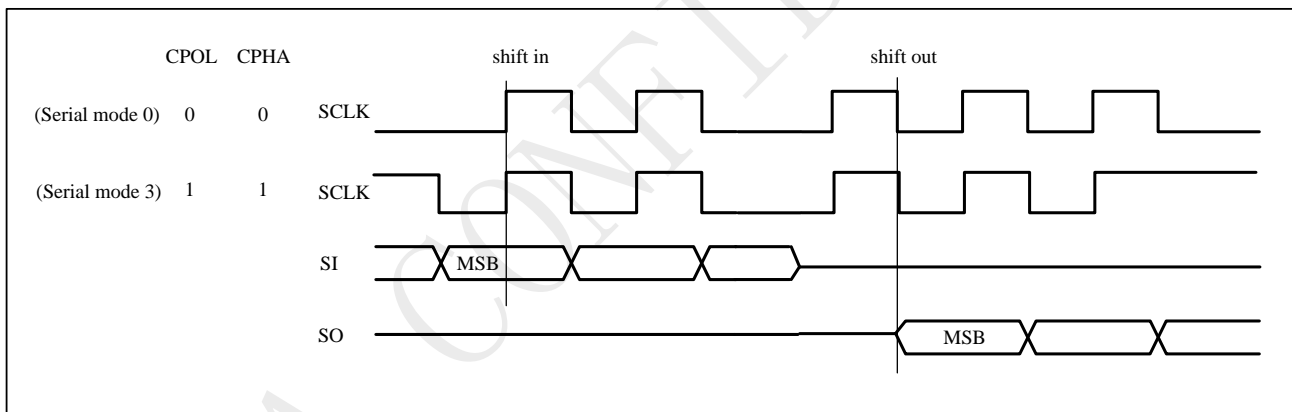 CPOL CPHA shift in shift out
(Serial mode 0) 0 0 SCLK
(Serial mode 3) 1 1 SCLK
SI MSB
SO MSB